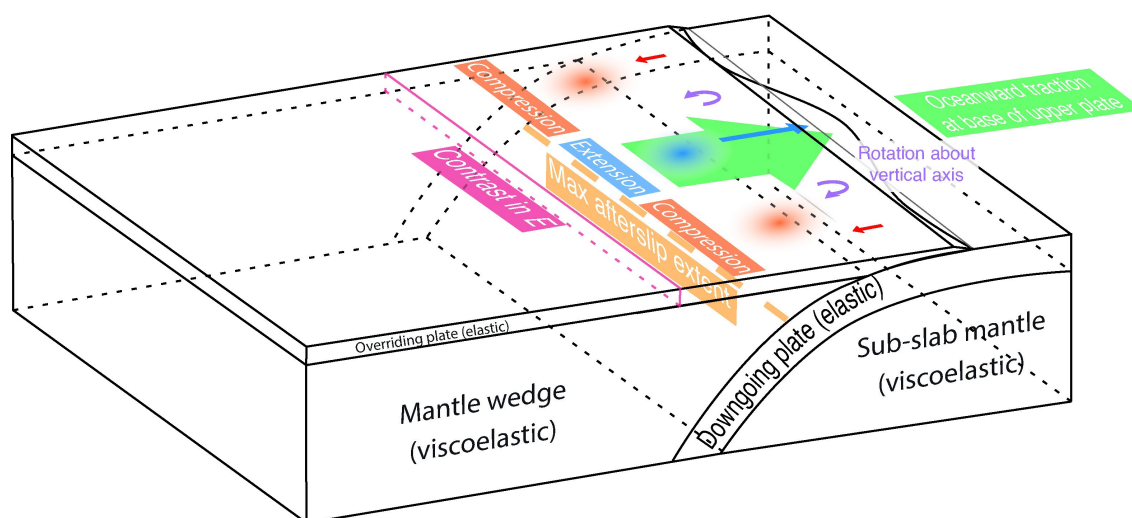 Compression
Oceanward traction
at base of upper plate
Extension
Rotation about
vertical axis
Contrast in E
Max afterslip extent
Compression
Overriding plate (elastic)
Downgoing plate (elastic)
Sub-slab mantle
(viscoelastic)
Mantle wedge
(viscoelastic)